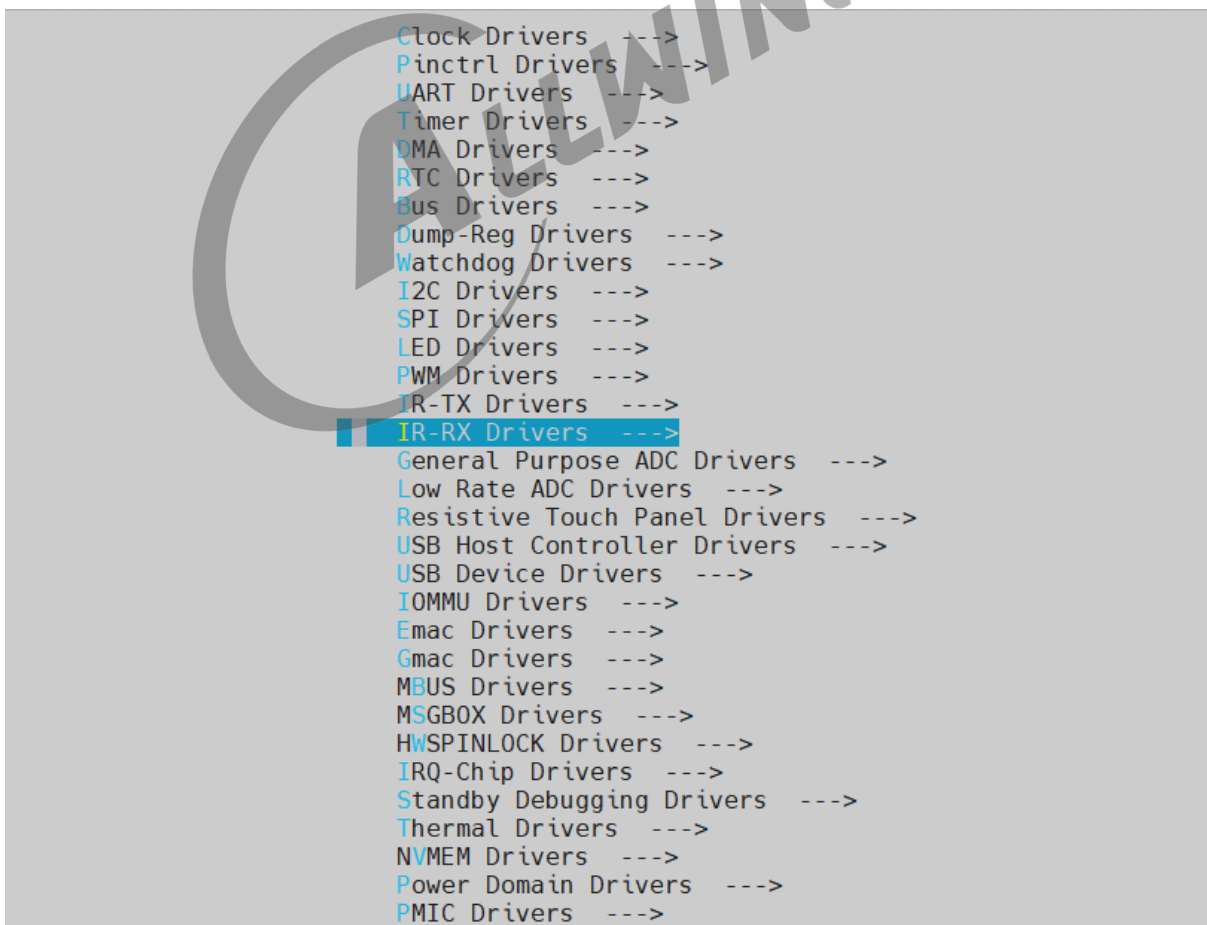 Clock Drivers  --->
Pinctrl Drivers  --->
UART Drivers  --->
Timer Drivers  --->
DMA Drivers  --->
RTC Drivers  --->
Bus Drivers  --->
Dump-Reg Drivers  --->
Watchdog Drivers  --->
I2C Drivers  --->
SPI Drivers  --->
LED Drivers  --->
PWM Drivers  --->
IR-TX Drivers  --->
IR-RX Drivers  --->
General Purpose ADC Drivers  --->
Low Rate ADC Drivers  --->
Resistive Touch Panel Drivers  --->
USB Host Controller Drivers  --->
USB Device Drivers  --->
IOMMU Drivers  --->
Emac Drivers  --->
Gmac Drivers  --->
MBUS Drivers  --->
MSGBOX Drivers  --->
HWSPINLOCK Drivers  --->
IRQ-Chip Drivers  --->
Standby Debugging Drivers  --->
Thermal Drivers  --->
NVMEM Drivers  --->
Power Domain Drivers  --->
PMIC Drivers  --->